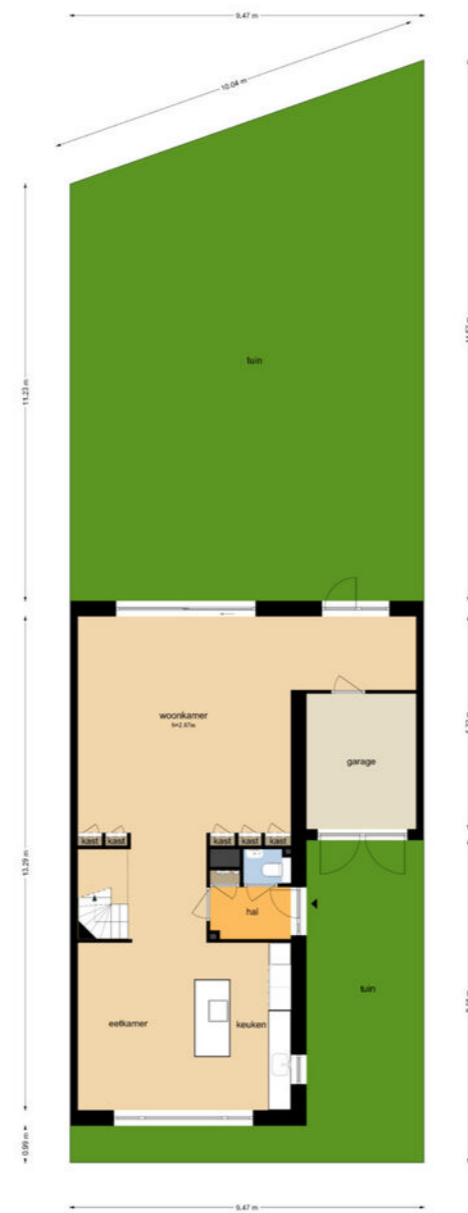 9.47 m
10.04 m
11.23 m
tuin
woonkamer
h=2.67m
garage
kast
kast
kast
kast
kast
13.29 m
hal
eetkamer
keuken
tuin
0.99 m
9.47 m